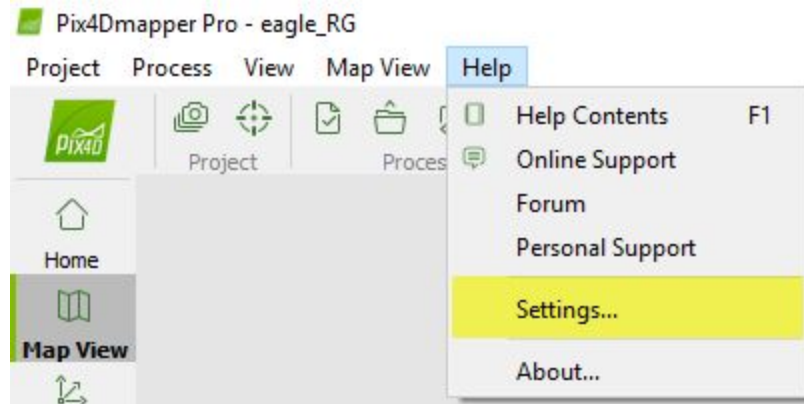 Pix4Dmapper Pro - eagle_RG
Project Process View Map View Help
PIX4D
Project
Proces
Help Contents F1
Online Support
Forum
Personal Support
Settings...
About...
Home
Map View